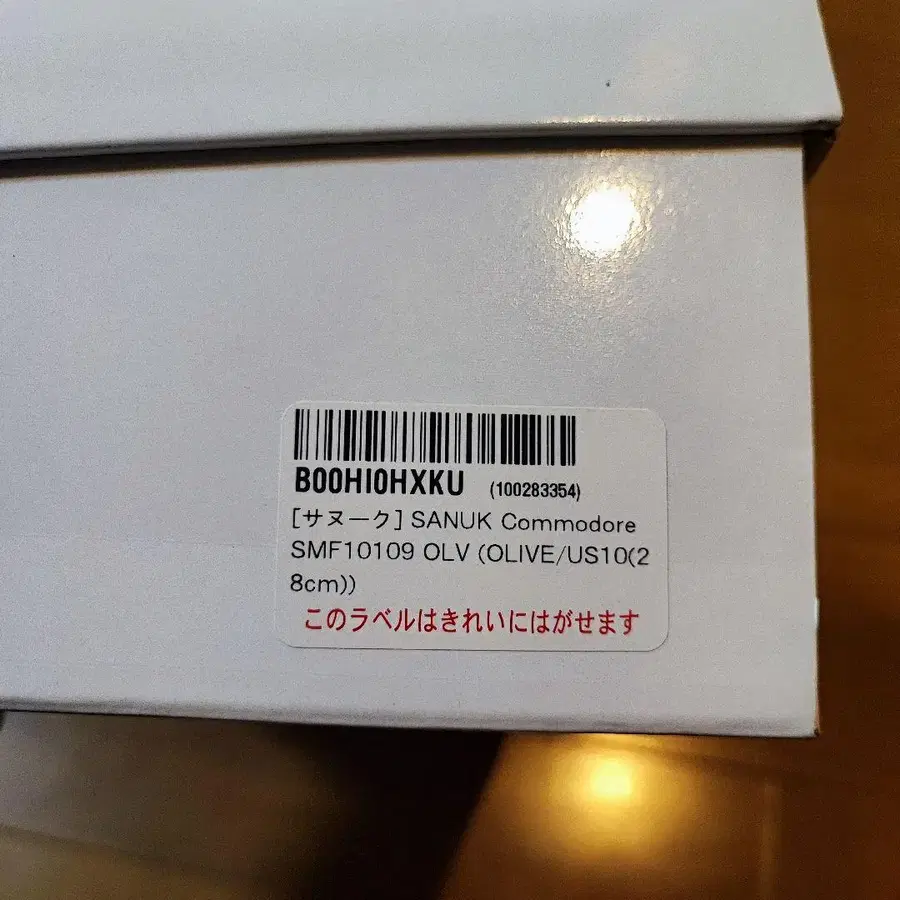 B00HI0HXKU (100283354)
[サヌーク] SANUK Commodore
SMF10109 OLV (OLIVE/US10(2
8cm))
このラベルはきれいにはがせます